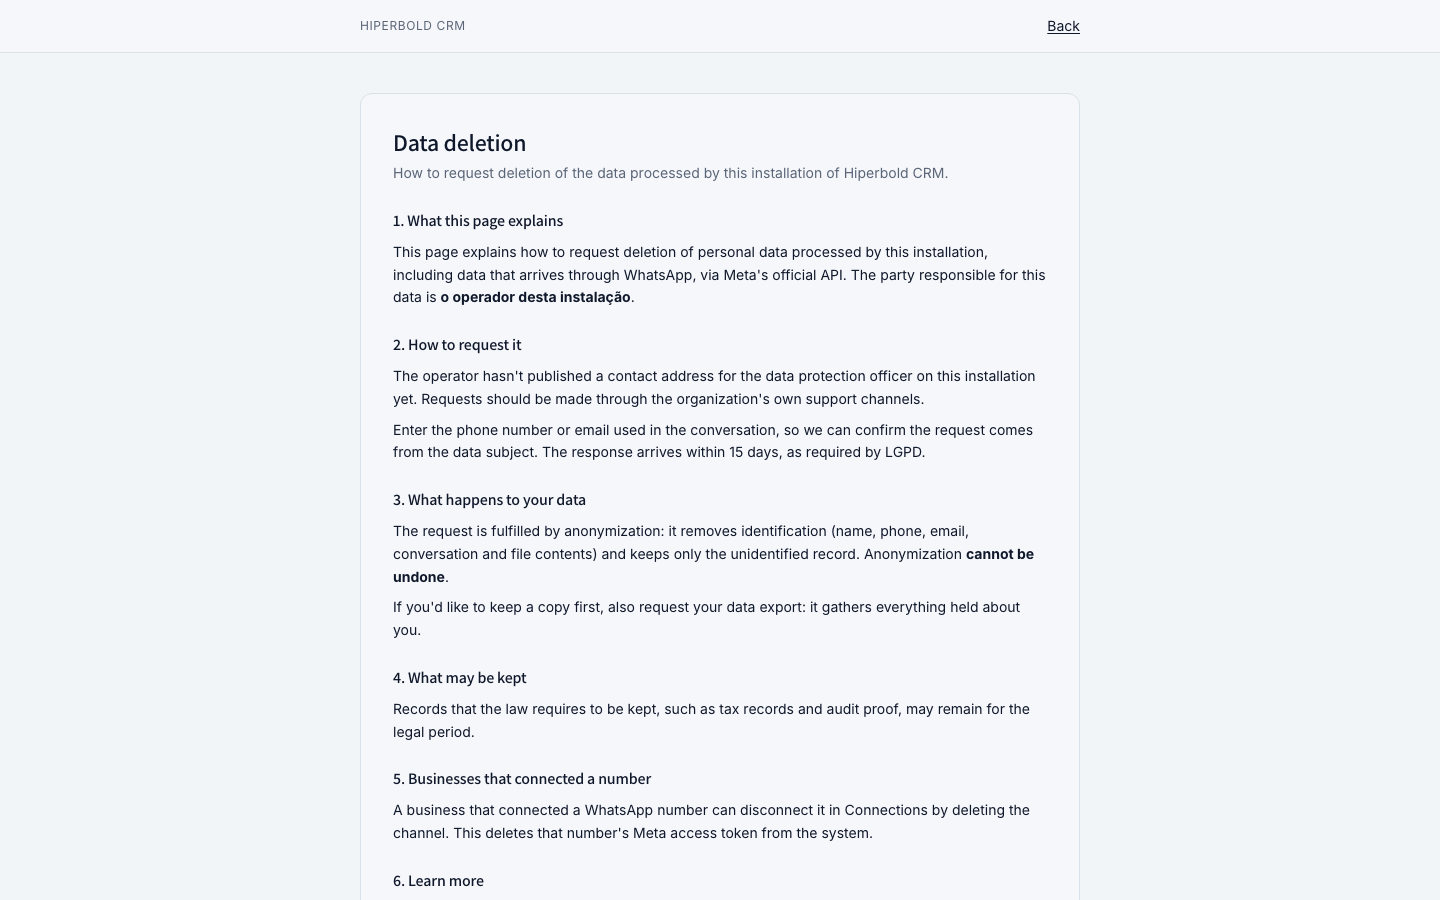 HIPERBOLD CRM
Back
Data deletion
How to request deletion of the data processed by this installation of Hiperbold CRM.
1. What this page explains
This page explains how to request deletion of personal data processed by this installation,
including data that arrives through WhatsApp, via Meta's official API. The party responsible for this
data is o operador desta instalação.
2. How to request it
The operator hasn't published a contact address for the data protection officer on this installation
yet. Requests should be made through the organization's own support channels.
Enter the phone number or email used in the conversation, so we can confirm the request comes
from the data subject. The response arrives within 15 days, as required by LGPD.
3. What happens to your data
The request is fulfilled by anonymization: it removes identification (name, phone, email,
conversation and file contents) and keeps only the unidentified record. Anonymization cannot be
undone.
If you'd like to keep a copy first, also request your data export: it gathers everything held about
you.
4. What may be kept
Records that the law requires to be kept, such as tax records and audit proof, may remain for the
legal period.
5. Businesses that connected a number
A business that connected a WhatsApp number can disconnect it in Connections by deleting the
channel. This deletes that number's Meta access token from the system.
6. Learn more